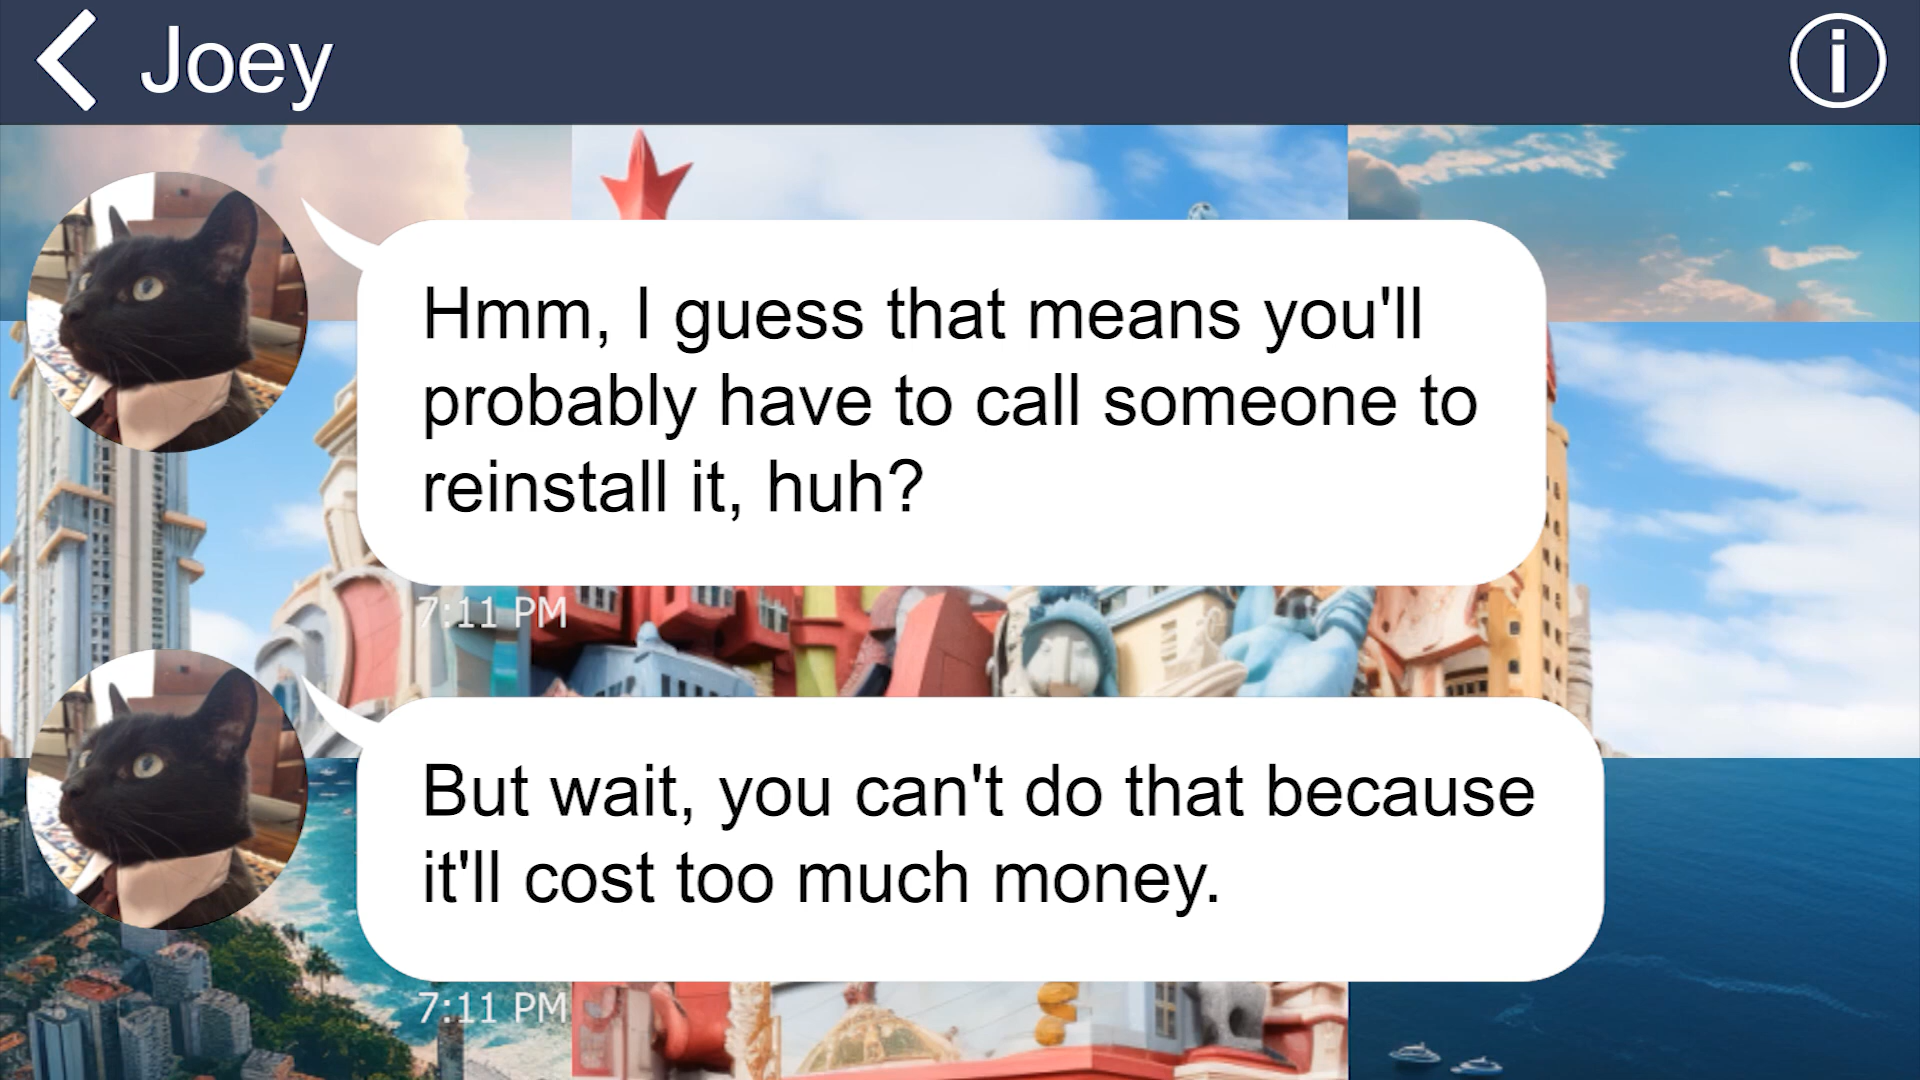 Joey
Hmm, I guess that means you'll
probably have to call someone to
reinstall it, huh?
7:11 PM
But wait, you can't do that because
it'll cost too much money.
7:11 PM